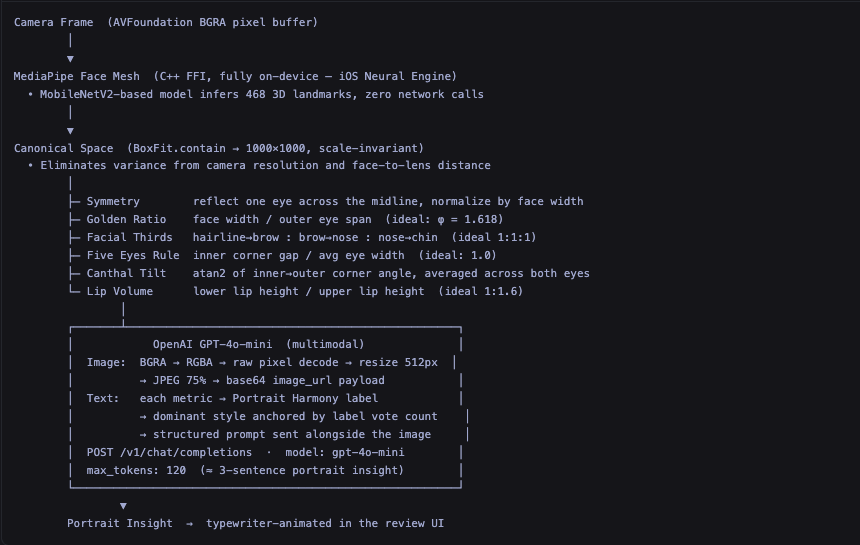 Camera Frame  (AVFoundation BGRA pixel buffer)
MediaPipe Face Mesh  (C++ FFI, fully on-device — iOS Neural Engine)
• MobileNetV2-based model infers 468 3D landmarks, zero network calls
Canonical Space  (BoxFit.contain → 1000×1000, scale-invariant)
• Eliminates variance from camera resolution and face-to-lens distance
Symmetry        reflect one eye across the midline, normalize by face width
Golden Ratio    face width / outer eye span  (ideal: φ = 1.618)
Facial Thirds   hairline→brow : brow→nose : nose→chin  (ideal 1:1:1)
Five Eyes Rule  inner corner gap / avg eye width  (ideal: 1.0)
Canthal Tilt    atan2 of inner→outer corner angle, averaged across both eyes
Lip Volume      lower lip height / upper lip height  (ideal 1:1.6)
OpenAI GPT-4o-mini  (multimodal)
Image:  BGRA → RGBA → raw pixel decode → resize 512px
→ JPEG 75% → base64 image_url payload
Text:   each metric → Portrait Harmony label
→ dominant style anchored by label vote count
→ structured prompt sent alongside the image
POST /v1/chat/completions  ·  model: gpt-4o-mini
max_tokens: 120  (≈ 3-sentence portrait insight)
Portrait Insight  →  typewriter-animated in the review UI